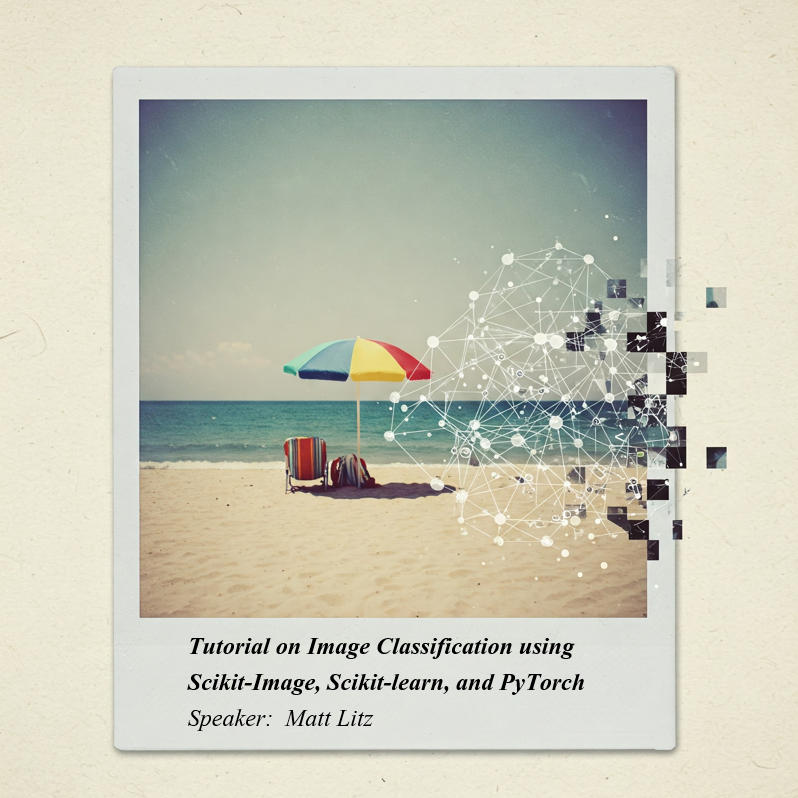 Tutorial on Image Classification using
Scikit-Image, Scikit-learn, and PyTorch
Speaker: Matt Litz